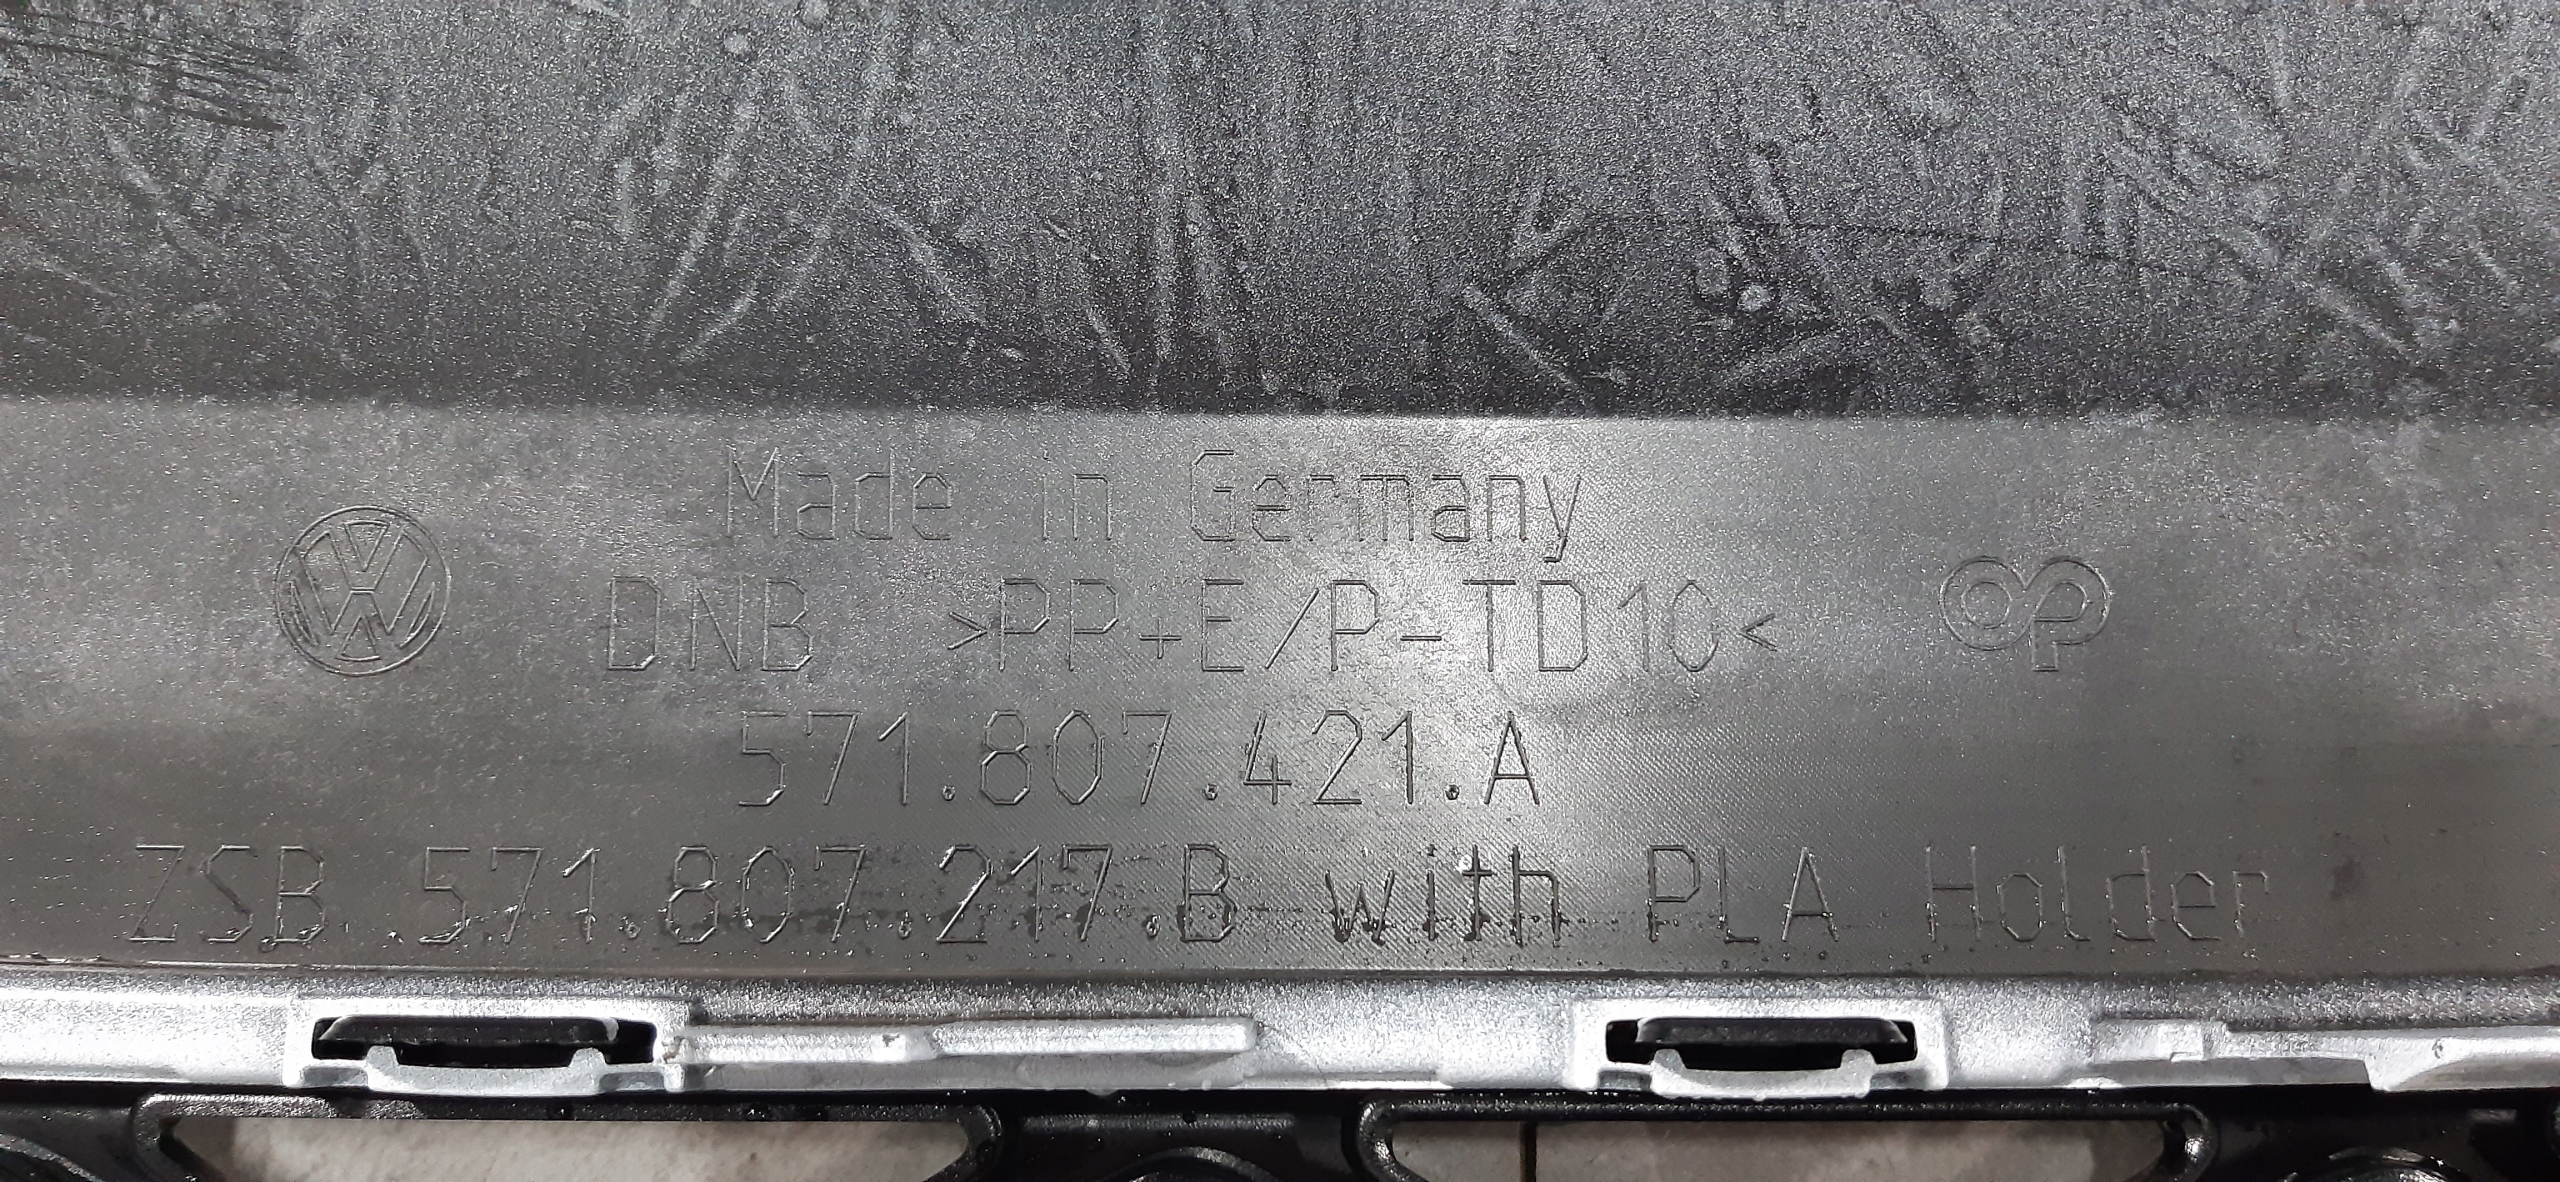 Made in Germany
DNB >PP+E/P-TD10<
571.807.421.A
ZSB 571.807.217.B with PLA Holder